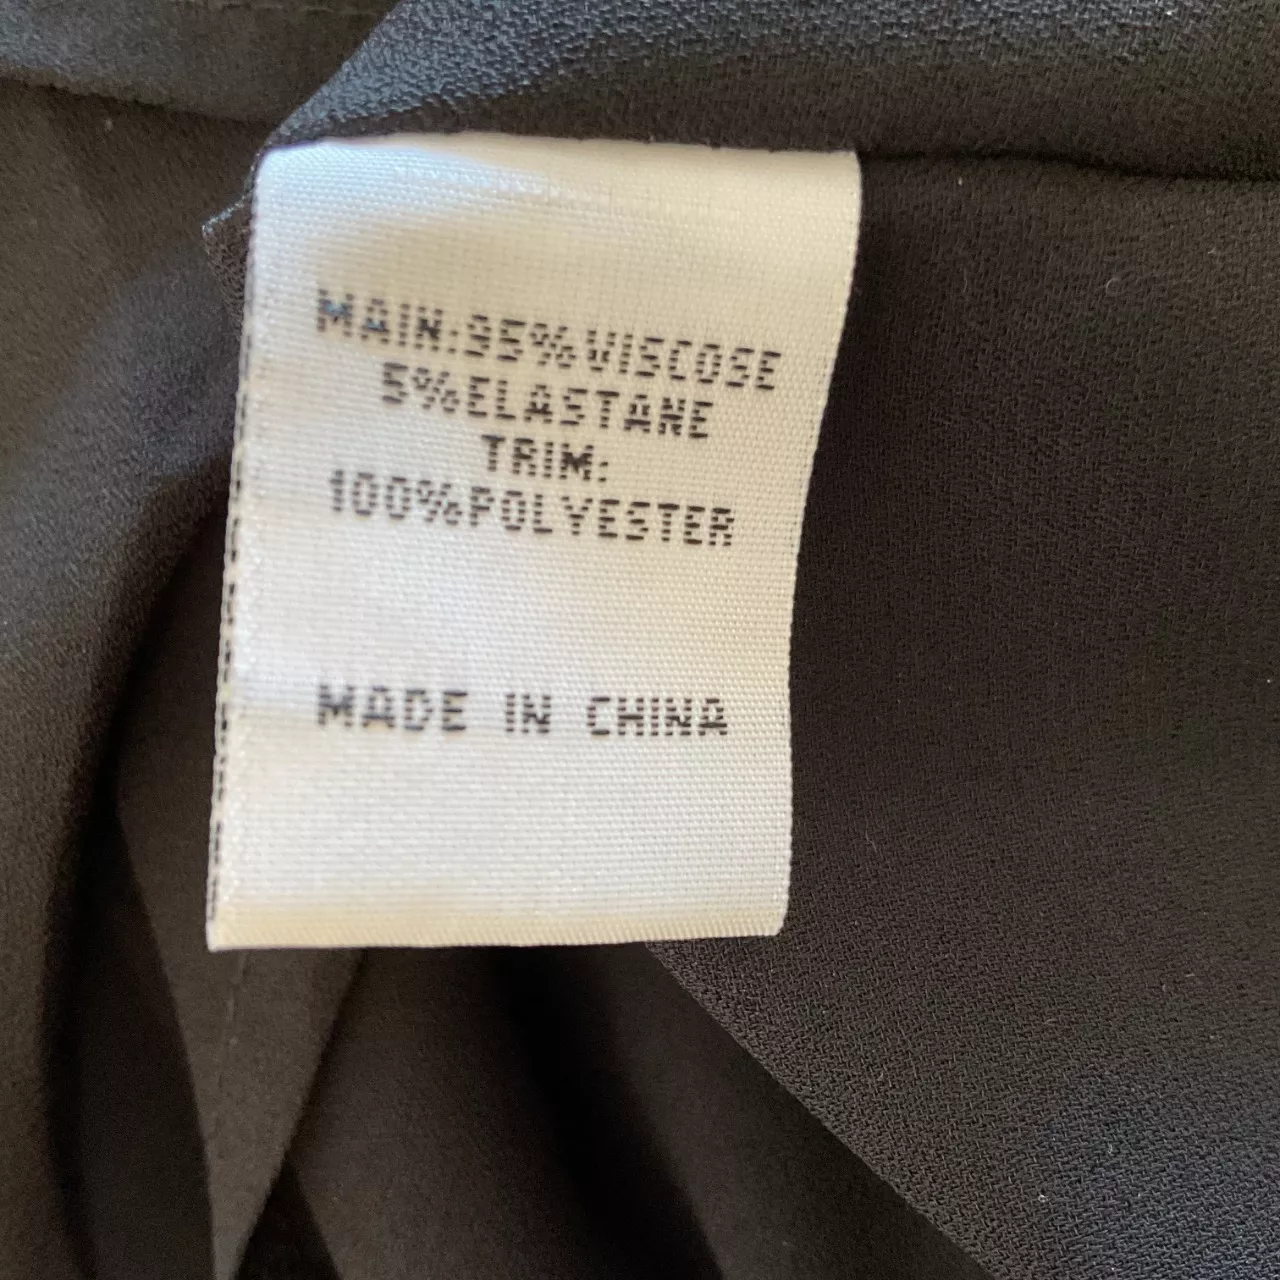 MAIN:95%VISCOSE
5%ELASTANE
TRIM:
100%POLYESTER
MADE IN CHINA